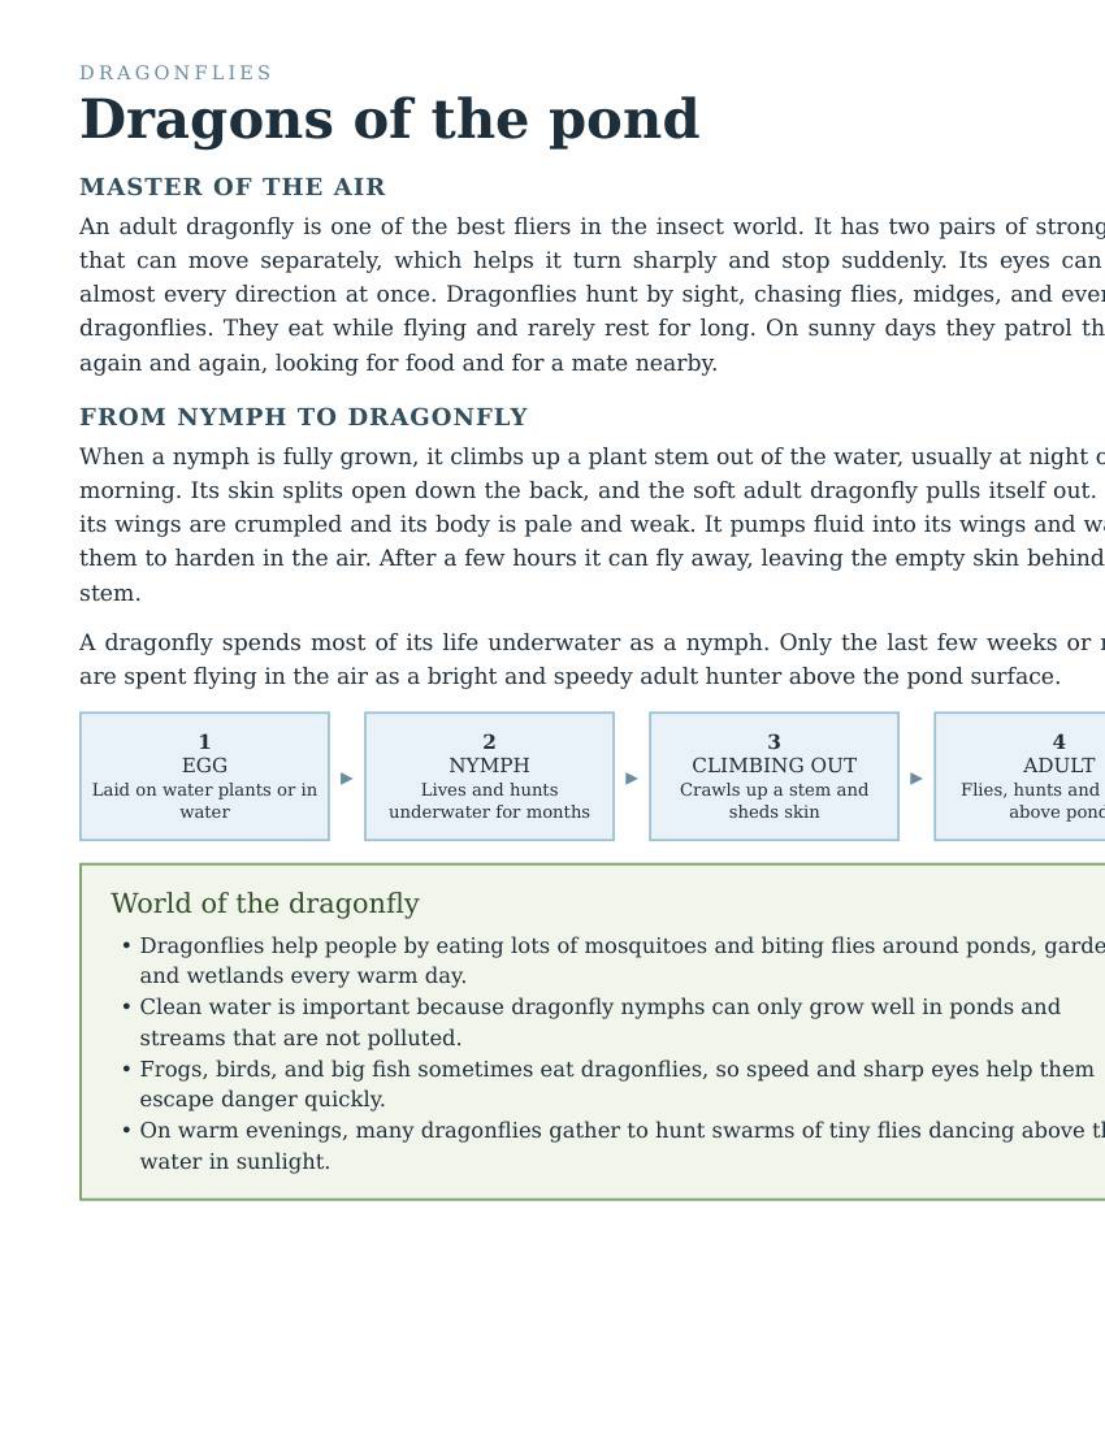 DRAGONFLIES
Dragons of the pond
MASTER OF THE AIR
An adult dragonfly is one of the best fliers in the insect world. It has two pairs of strong
that can move separately, which helps it turn sharply and stop suddenly. Its eyes can
almost every direction at once. Dragonflies hunt by sight, chasing flies, midges, and even
dragonflies. They eat while flying and rarely rest for long. On sunny days they patrol
again and again, looking for food and for a mate nearby.
FROM NYMPH TO DRAGONFLY
When a nymph is fully grown, it climbs up a plant stem out of the water, usually at night
morning. Its skin splits open down the back, and the soft adult dragonfly pulls itself out.
its wings are crumpled and its body is pale and weak. It pumps fluid into its wings and
them to harden in the air. After a few hours it can fly away, leaving the empty skin behind
stem.
A dragonfly spends most of its life underwater as a nymph. Only the last few weeks or
are spent flying in the air as a bright and speedy adult hunter above the pond surface.
1
EGG
Laid on water plants or in
water
▶
2
NYMPH
Lives and hunts
underwater for months
▶
3
CLIMBING OUT
Crawls up a stem and
sheds skin
▶
4
ADULT
Flies, hunts and
above pond
World of the dragonfly
• Dragonflies help people by eating lots of mosquitoes and biting flies around ponds,
and wetlands every warm day.
• Clean water is important because dragonfly nymphs can only grow well in ponds and
streams that are not polluted.
• Frogs, birds, and big fish sometimes eat dragonflies, so speed and sharp eyes help them
escape danger quickly.
• On warm evenings, many dragonflies gather to hunt swarms of tiny flies dancing above
water in sunlight.